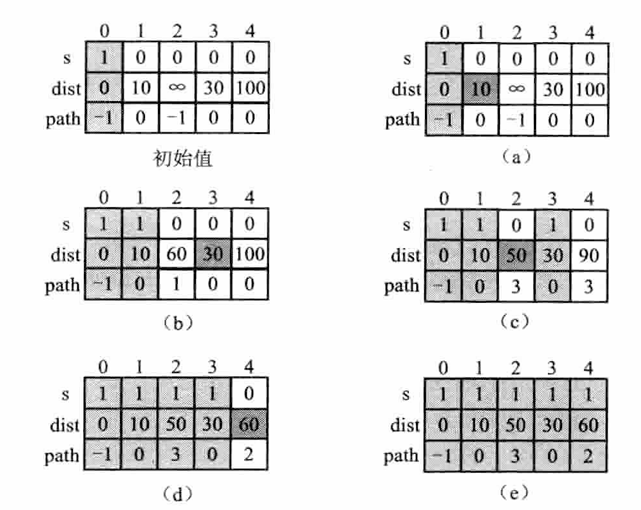 0 1 2 3 4
s 1 0 0 0 0
dist 0 10 ∞ 30 100
path -1 0 -1 0 0
初始值
0 1 2 3 4
s 1 0 0 0 0
dist 0 10 ∞ 30 100
path -1 0 -1 0 0
(a)
0 1 2 3 4
s 1 1 0 0 0
dist 0 10 60 30 100
path -1 0 1 0 0
(b)
0 1 2 3 4
s 1 1 0 1 0
dist 0 10 50 30 90
path -1 0 3 0 3
(c)
0 1 2 3 4
s 1 1 1 1 0
dist 0 10 50 30 60
path -1 0 3 0 2
(d)
0 1 2 3 4
s 1 1 1 1 1
dist 0 10 50 30 60
path -1 0 3 0 2
(e)